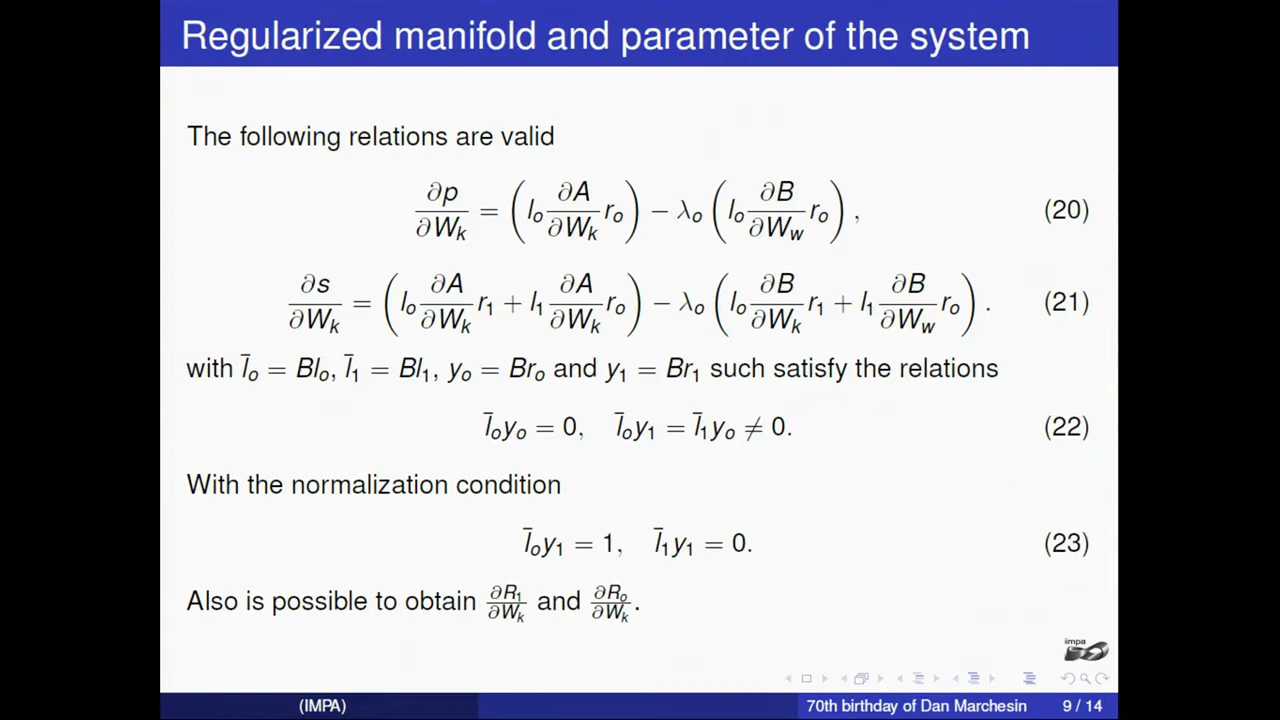 Regularized manifold and parameter of the system
The following relations are valid
∂p/∂W_k = (l_o ∂A/∂W_k r_o) − λ_o (l_o ∂B/∂W_w r_o), (20)
∂s/∂W_k = (l_o ∂A/∂W_k r_1 + l_1 ∂A/∂W_k r_o) − λ_o (l_o ∂B/∂W_k r_1 + l_1 ∂B/∂W_w r_o). (21)
with l̄_o = Bl_o, l̄_1 = Bl_1, y_o = Br_o and y_1 = Br_1 such satisfy the relations
l̄_o y_o = 0, l̄_o y_1 = l̄_1 y_o ≠ 0. (22)
With the normalization condition
l̄_o y_1 = 1, l̄_1 y_1 = 0. (23)
Also is possible to obtain ∂R_1/∂W_k and ∂R_o/∂W_k.
impa
(IMPA) 70th birthday of Dan Marchesin 9 / 14